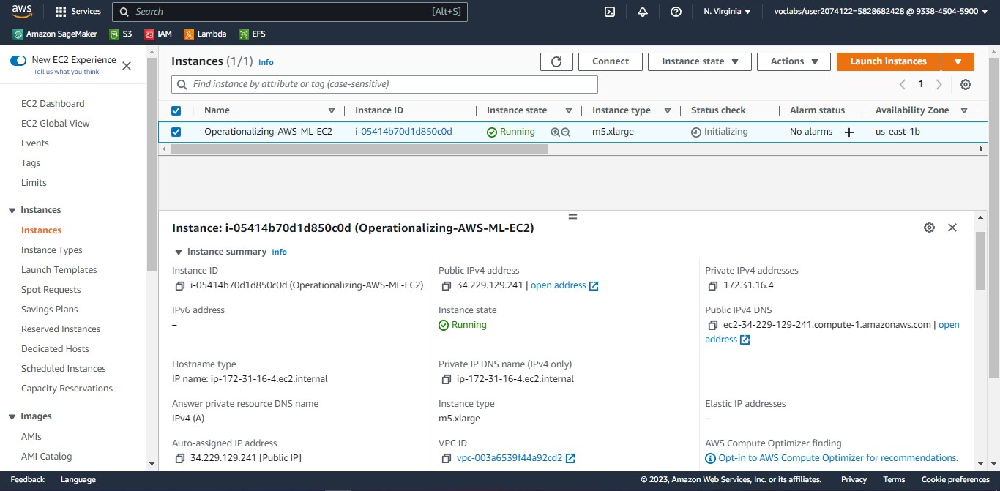 aws Services Search [Alt+S] N. Virginia voclabs/user2074122=5828682428 @ 9338-4504-5900
Amazon SageMaker S3 IAM Lambda EFS
New EC2 Experience
Tell us what you think
EC2 Dashboard
EC2 Global View
Events
Tags
Limits
Instances
Instances
Instance Types
Launch Templates
Spot Requests
Savings Plans
Reserved Instances
Dedicated Hosts
Scheduled Instances
Capacity Reservations
Images
AMIs
AMI Catalog
Instances (1/1) Info Connect Instance state Actions Launch instances
Find instance by attribute or tag (case-sensitive) 1
Name Instance ID Instance state Instance type Status check Alarm status Availability Zone
Operationalizing-AWS-ML-EC2 i-05414b70d1d850c0d Running m5.xlarge Initializing No alarms us-east-1b
Instance: i-05414b70d1d850c0d (Operationalizing-AWS-ML-EC2)
Instance summary Info
Instance ID
i-05414b70d1d850c0d (Operationalizing-AWS-ML-EC2)
Public IPv4 address
34.229.129.241 | open address
Private IPv4 addresses
172.31.16.4
IPv6 address
–
Instance state
Running
Public IPv4 DNS
ec2-34-229-129-241.compute-1.amazonaws.com | open
address
Hostname type
IP name: ip-172-31-16-4.ec2.internal
Private IP DNS name (IPv4 only)
ip-172-31-16-4.ec2.internal
Answer private resource DNS name
IPv4 (A)
Instance type
m5.xlarge
Elastic IP addresses
–
Auto-assigned IP address
34.229.129.241 [Public IP]
VPC ID
vpc-003a6539f44a92cd2
AWS Compute Optimizer finding
Opt-in to AWS Compute Optimizer for recommendations.
Feedback Language © 2023, Amazon Web Services, Inc. or its affiliates. Privacy Terms Cookie preferences